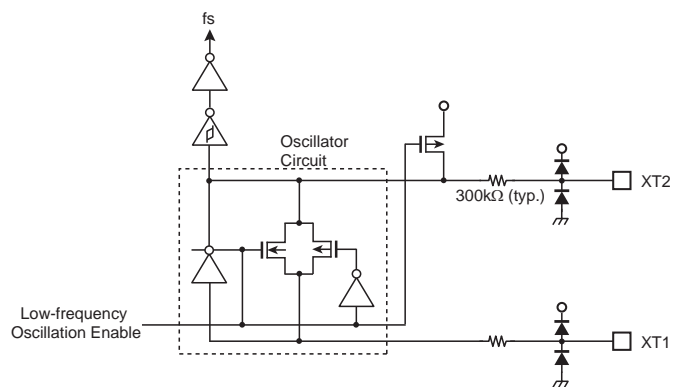 fs
Oscillator
Circuit
300kΩ (typ.)
XT2
Low-frequency
Oscillation Enable
XT1